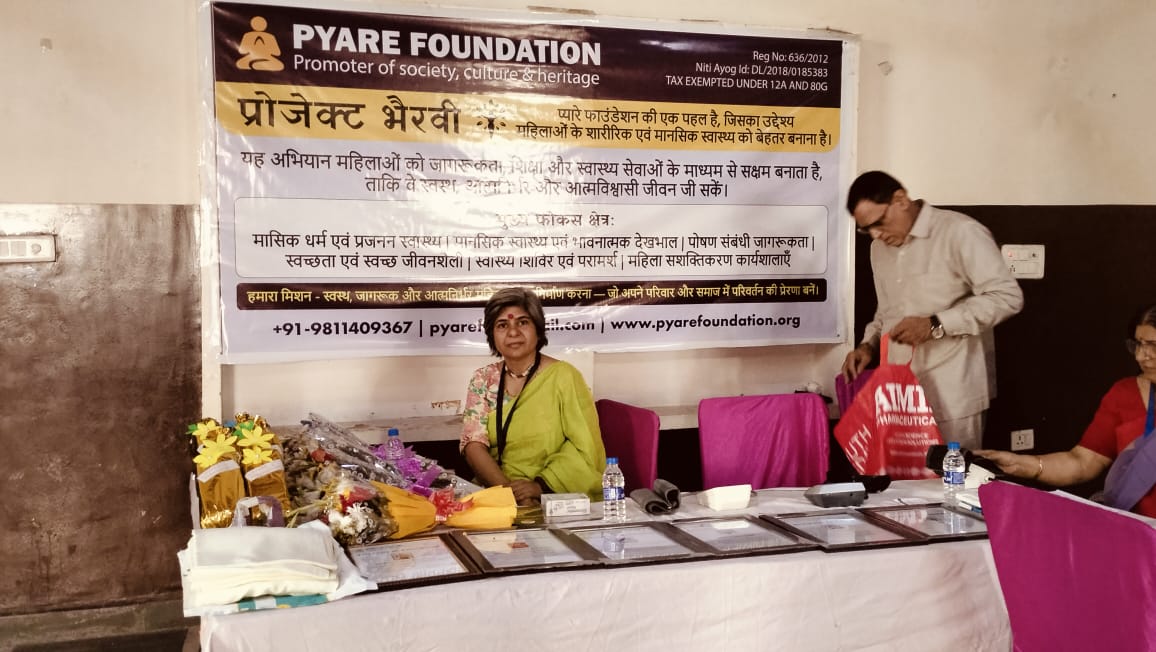 PYARE FOUNDATION
Promoter of society, culture & heritage
Reg No: 636/2012
Niti Ayog Id: DL/2018/0185383
TAX EXEMPTED UNDER 12A AND 80G
प्रोजेक्ट भैरवी
प्यारे फाउंडेशन की एक पहल है, जिसका उद्देश्य
महिलाओं के शारीरिक एवं मानसिक स्वास्थ्य को बेहतर बनाना है।
यह अभियान महिलाओं को जागरूकता, शिक्षा और स्वास्थ्य सेवाओं के माध्यम से सक्षम बनाता है,
ताकि वे स्वस्थ, और आत्मविश्वासी जीवन जी सकें।
मुख्य फोकस क्षेत्र:
मासिक धर्म एवं प्रजनन स्वास्थ्य | मानसिक स्वास्थ्य एवं भावनात्मक देखभाल | पोषण संबंधी जागरूकता |
स्वच्छता एवं स्वच्छ जीवनशैली | स्वास्थ्य शिविर एवं परामर्श | महिला सशक्तिकरण कार्यशालाएँ
हमारा मिशन - स्वस्थ, जागरूक और आत्मनिर्भर निर्माण करना — जो अपने परिवार और समाज में परिवर्तन की प्रेरणा बनें।
+91-9811409367 | | www.pyarefoundation.org